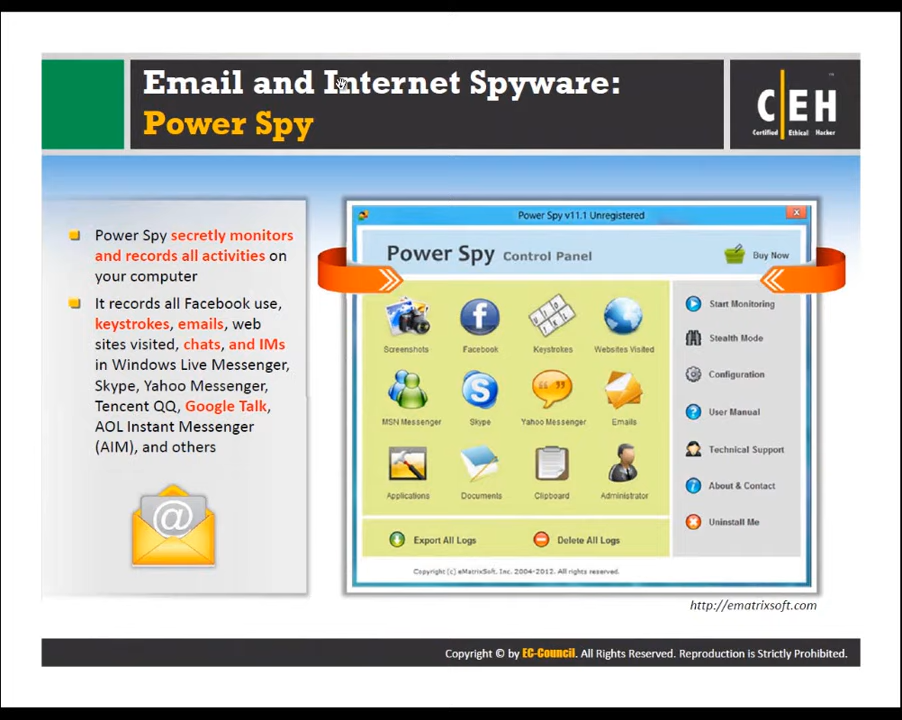 Email and Internet Spyware:
Power Spy
CEH
Certified Ethical Hacker
Power Spy secretly monitors
and records all activities on
your computer
It records all Facebook use,
keystrokes, emails, web
sites visited, chats, and IMs
in Windows Live Messenger,
Skype, Yahoo Messenger,
Tencent QQ, Google Talk,
AOL Instant Messenger
(AIM), and others
@
Power Spy v11.1 Unregistered
Power Spy Control Panel
Buy Now
Screenshots Facebook Keystrokes Websites Visited
MSN Messenger Skype Yahoo Messenger Emails
Applications Documents Clipboard Administrator
Export All Logs Delete All Logs
Start Monitoring
Stealth Mode
Configuration
User Manual
Technical Support
About & Contact
Uninstall Me
Copyright (c) eMatrixSoft, Inc. 2004-2012. All rights reserved.
http://ematrixsoft.com
Copyright © by EC-Council. All Rights Reserved. Reproduction is Strictly Prohibited.